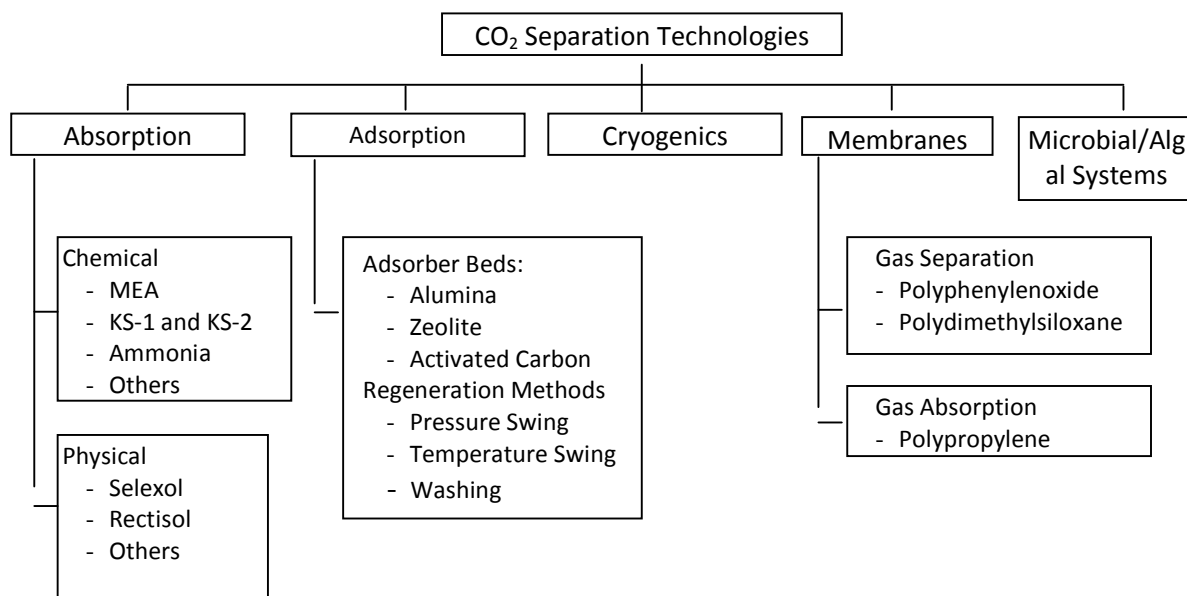 CO₂ Separation Technologies
Absorption
Adsorption
Cryogenics
Membranes
Microbial/Alg
al Systems
Chemical
- MEA
- KS-1 and KS-2
- Ammonia
- Others
Physical
- Selexol
- Rectisol
- Others
Adsorber Beds:
- Alumina
- Zeolite
- Activated Carbon
Regeneration Methods
- Pressure Swing
- Temperature Swing
- Washing
Gas Separation
- Polyphenylenoxide
- Polydimethylsiloxane
Gas Absorption
- Polypropylene